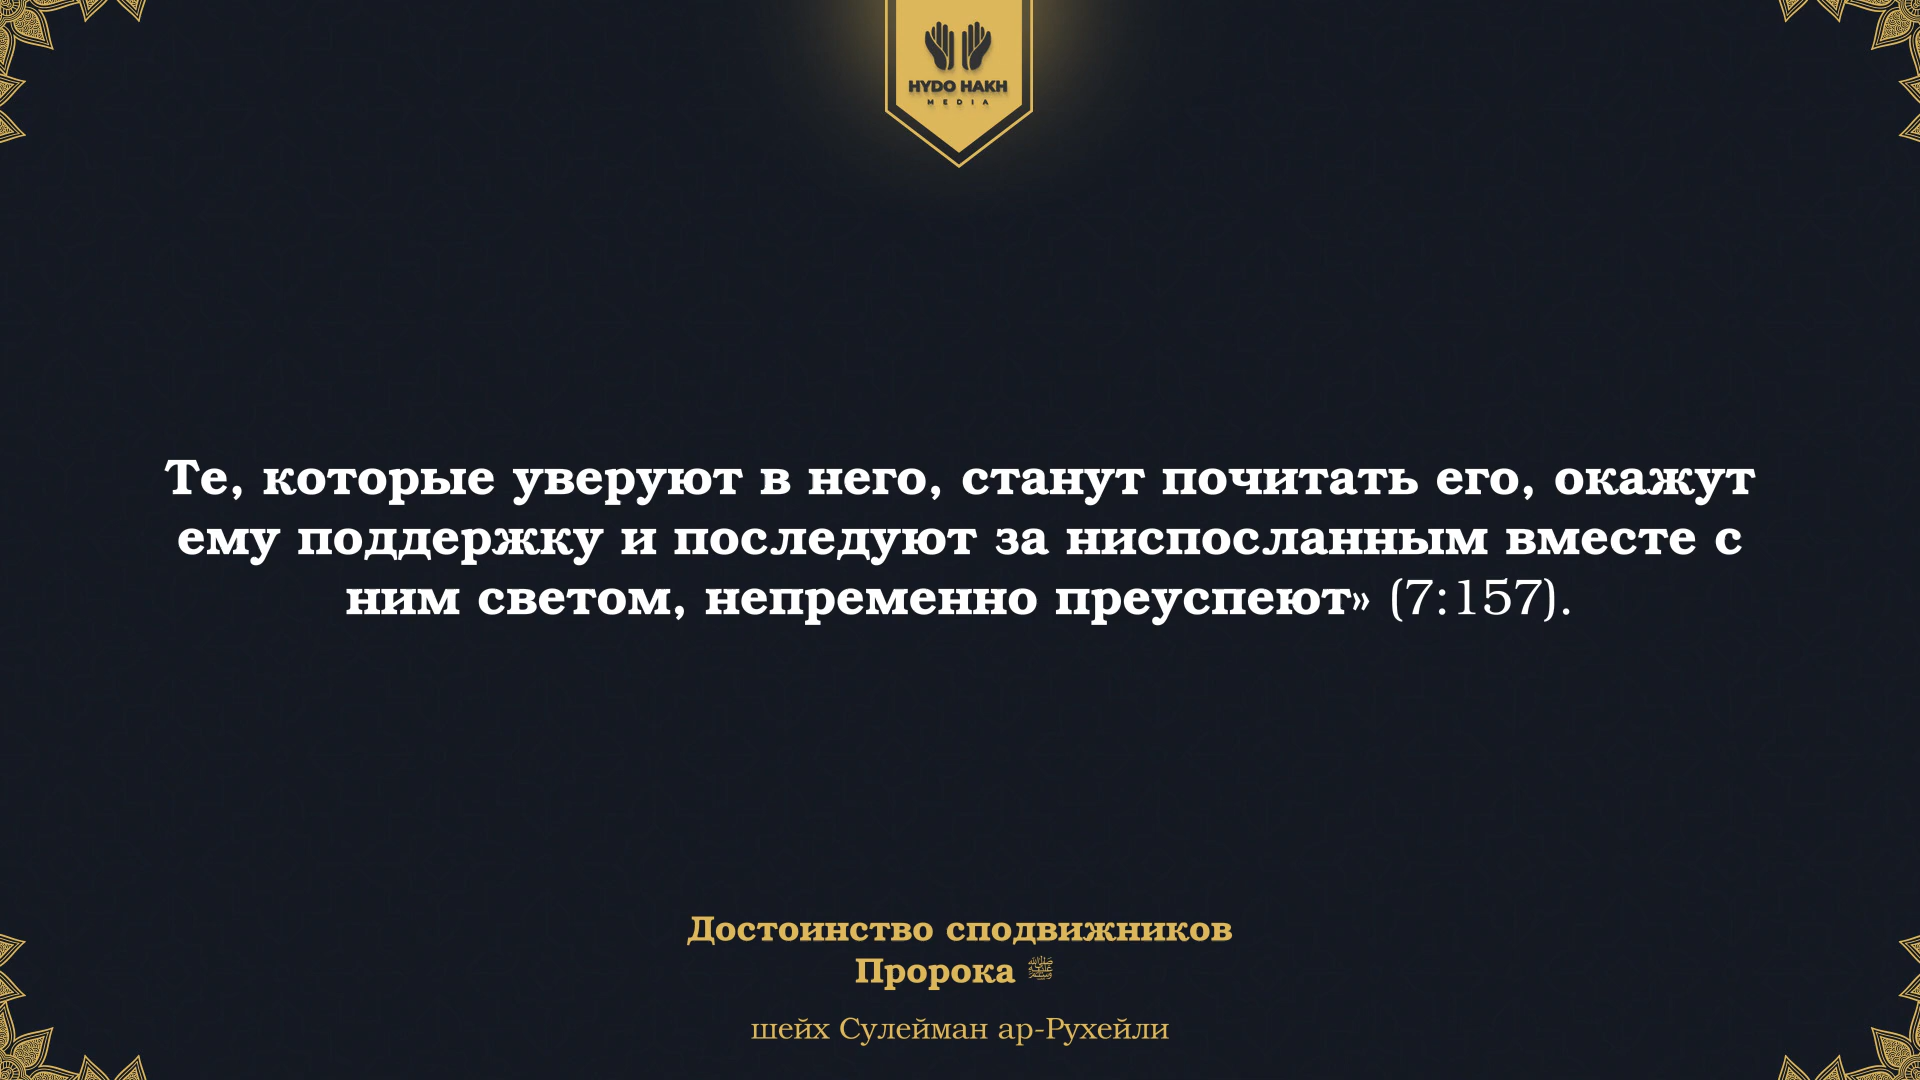 HYDO HAKH
MEDIA
Те, которые уверуют в него, станут почитать его, окажут
ему поддержку и последуют за ниспосланным вместе с
ним светом, непременно преуспеют» (7:157).
Достоинство сподвижников
Пророка ﷺ
шейх Сулейман ар-Рухейли